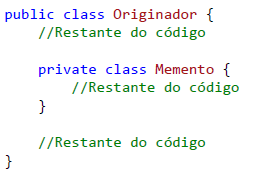 public class Originador {
//Restante do código
private class Memento {
//Restante do código
}
//Restante do código
}